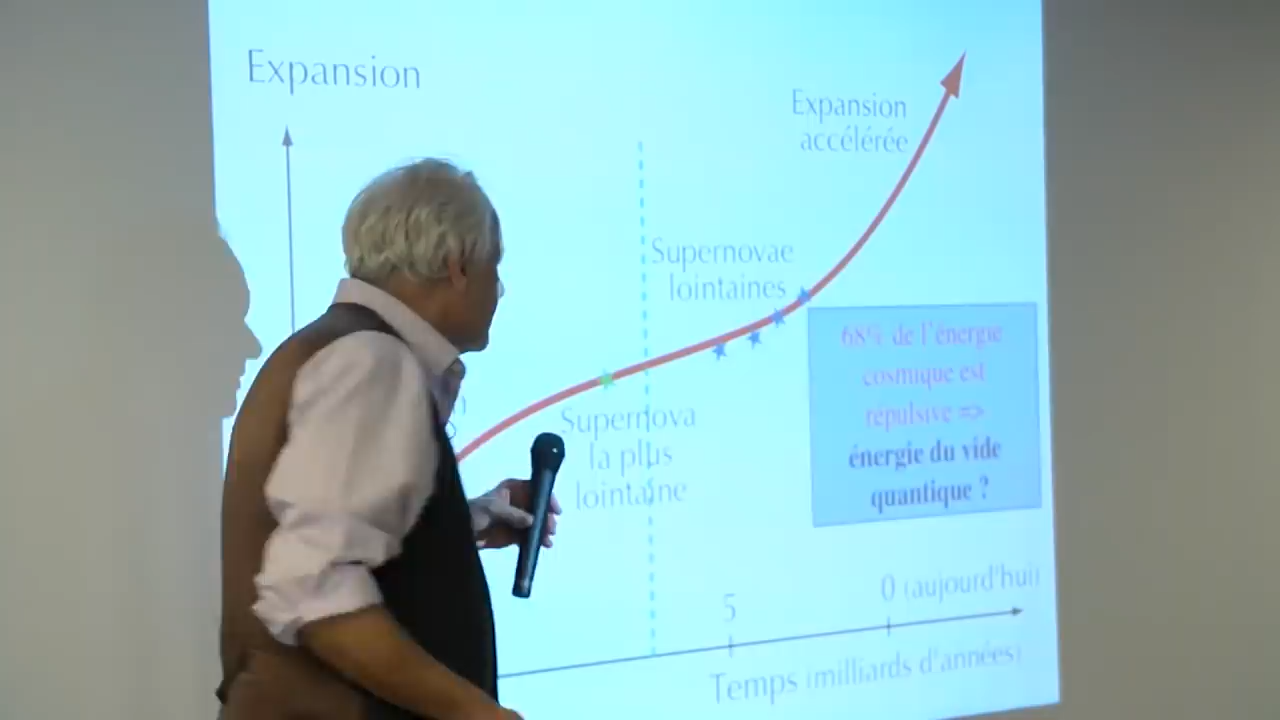 Expansion
Expansion
accélérée
Supernovae
lointaines
68% de l'énergie
cosmique est
répulsive =>
énergie du vide
quantique ?
Supernova
la plus
lointaine
5
0 (aujourd'hui)
Temps (milliards d'années)